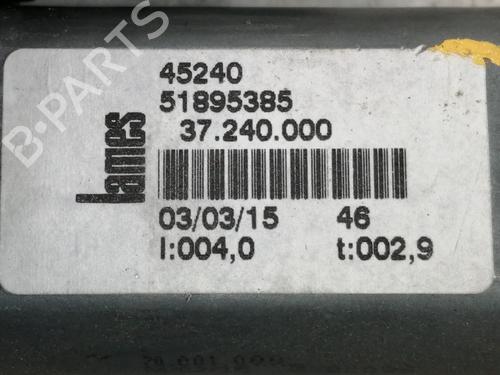 45240
51895385
37.240.000
lames
03/03/15 46
I:004,0 t:002,9
B-PARTS